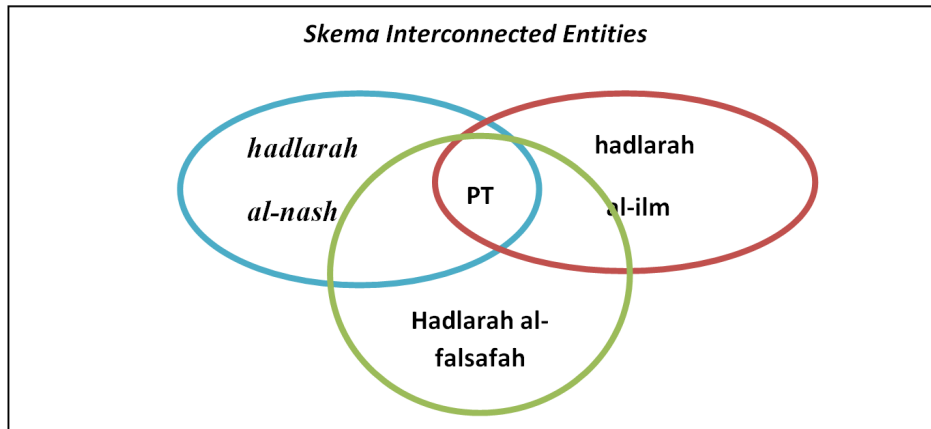 Skema Interconnected Entities
hadlarah
al-nash
PT
hadlarah
al-ilm
Hadlarah al-
falsafah